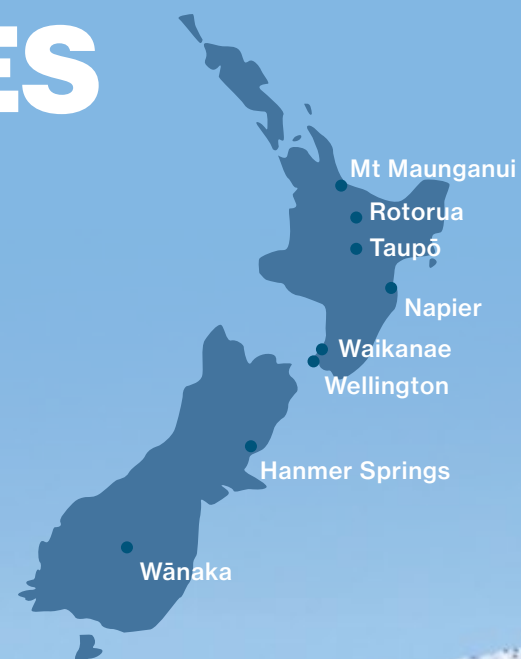 ES
Mt Maunganui
Rotorua
Taupō
Napier
Waikanae
Wellington
Hanmer Springs
Wānaka